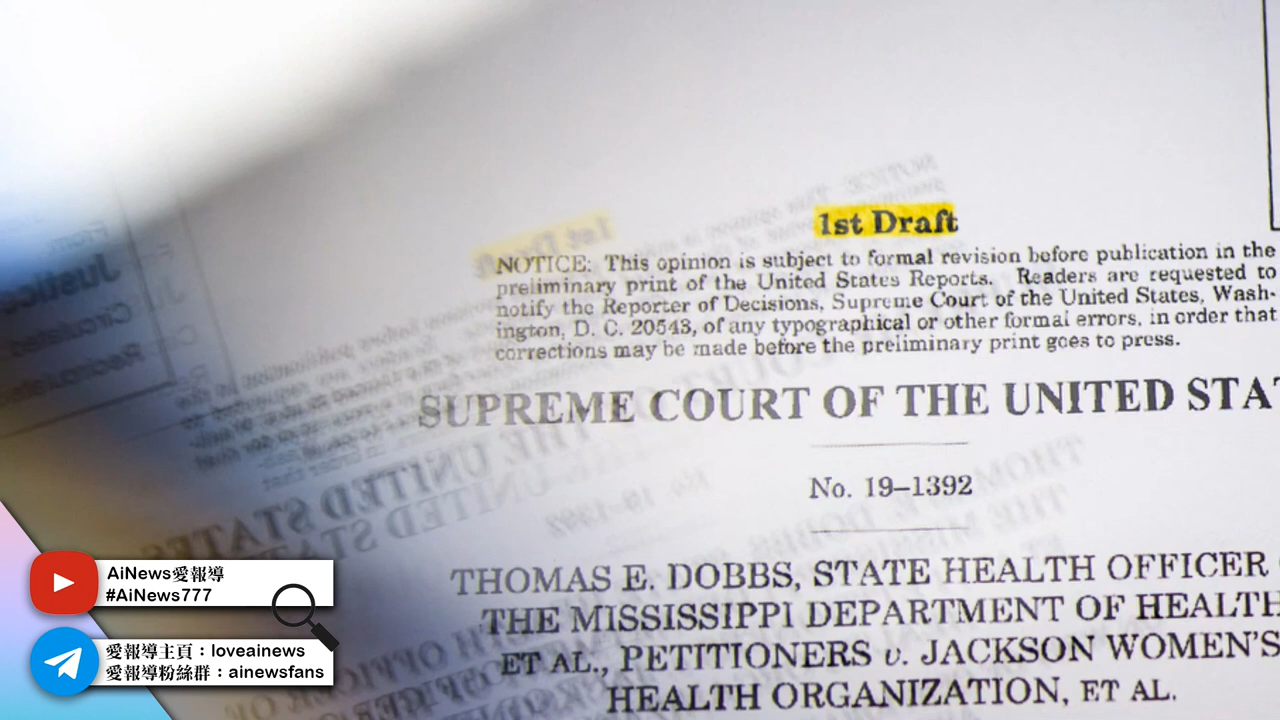 1st Draft
NOTICE: This opinion is subject to formal revision before publication in the
preliminary print of the United States Reports. Readers are requested to
notify the Reporter of Decisions, Supreme Court of the United States, Wash-
ington, D. C. 20543, of any typographical or other formal errors, in order that
corrections may be made before the preliminary print goes to press.
SUPREME COURT OF THE UNITED STA
No. 19–1392
THOMAS E. DOBBS, STATE HEALTH OFFICER
THE MISSISSIPPI DEPARTMENT OF HEALTH
ET AL., PETITIONERS v. JACKSON WOMEN'S
HEALTH ORGANIZATION, ET AL.
AiNews愛報導
#AiNews777
愛報導主頁：loveainews
愛報導粉絲群：ainewsfans